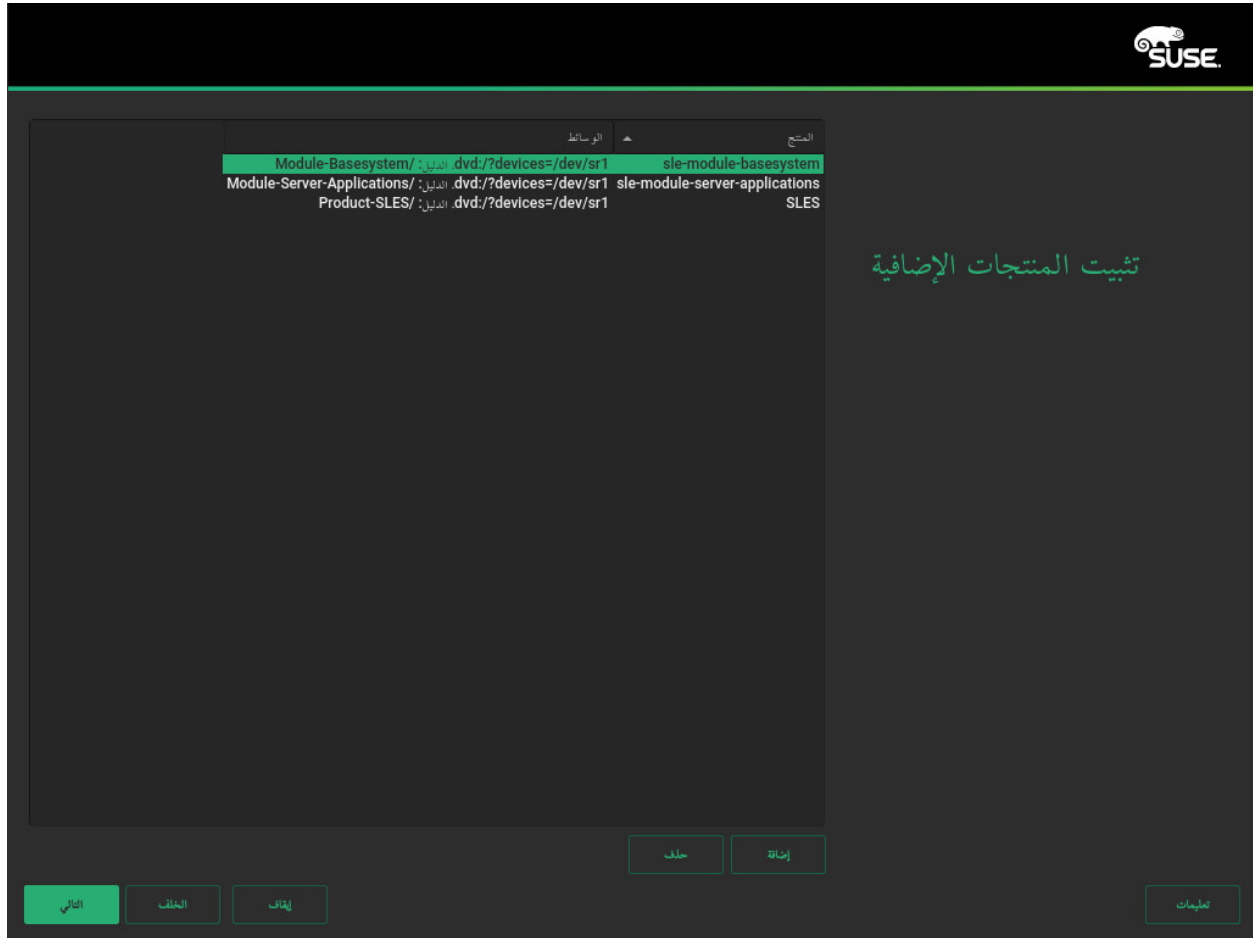 SUSE.
المنتج الوسائط
sle-module-basesystem dvd:/?devices=/dev/sr1. الدليل: /Module-Basesystem
sle-module-server-applications dvd:/?devices=/dev/sr1. الدليل: /Module-Server-Applications
SLES dvd:/?devices=/dev/sr1. الدليل: /Product-SLES
تثبيت المنتجات الإضافية
إضافة حذف
تعليمات إيقاف الخلف التالي